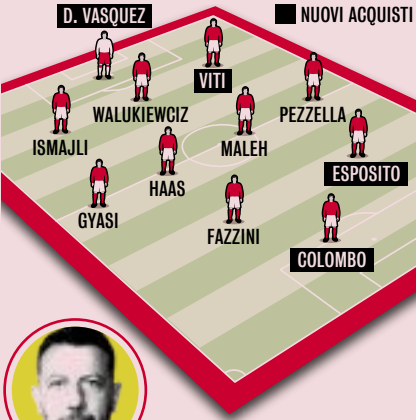 D. VASQUEZ
NUOVI ACQUISTI
VITI
WALUKIEWCIZ
PEZZELLA
ISMAJLI
MALEH
ESPOSITO
HAAS
GYASI
FAZZINI
COLOMBO